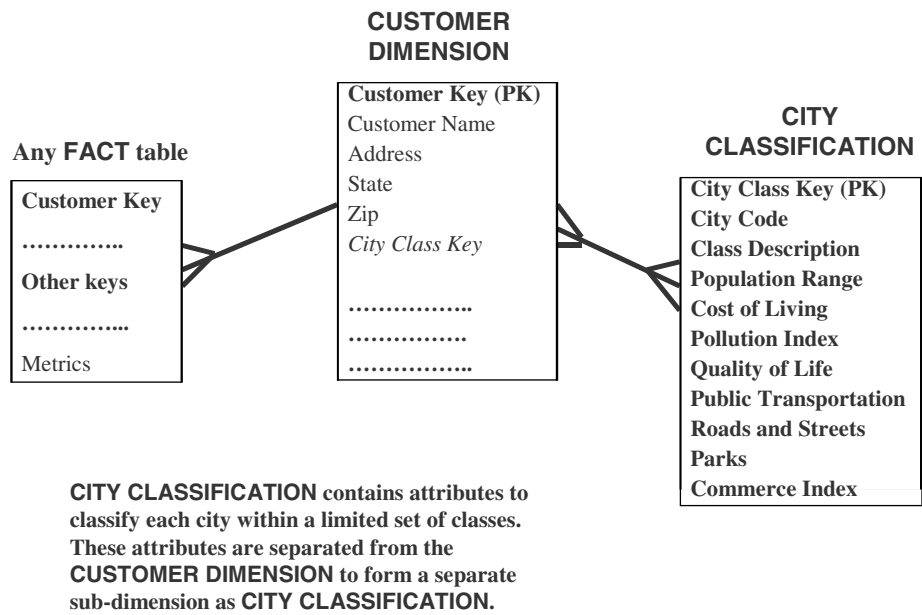 CUSTOMER
DIMENSION
Customer Key (PK)
Customer Name
Address
State
Zip
City Class Key
……………..
…………….
……………..
Any FACT table
Customer Key
…………..
Other keys
…………...
Metrics
CITY
CLASSIFICATION
City Class Key (PK)
City Code
Class Description
Population Range
Cost of Living
Pollution Index
Quality of Life
Public Transportation
Roads and Streets
Parks
Commerce Index
CITY CLASSIFICATION contains attributes to
classify each city within a limited set of classes.
These attributes are separated from the
CUSTOMER DIMENSION to form a separate
sub-dimension as CITY CLASSIFICATION.